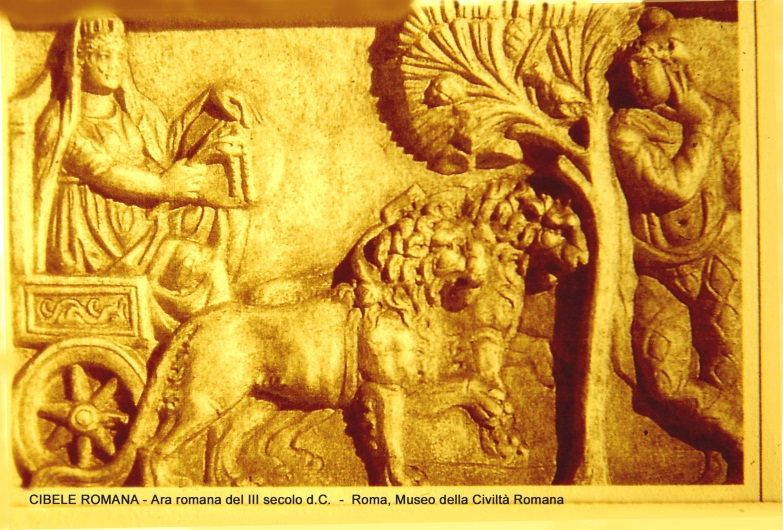 CIBELE ROMANA - Ara romana del III secolo d.C.  -  Roma, Museo della Civiltà Romana